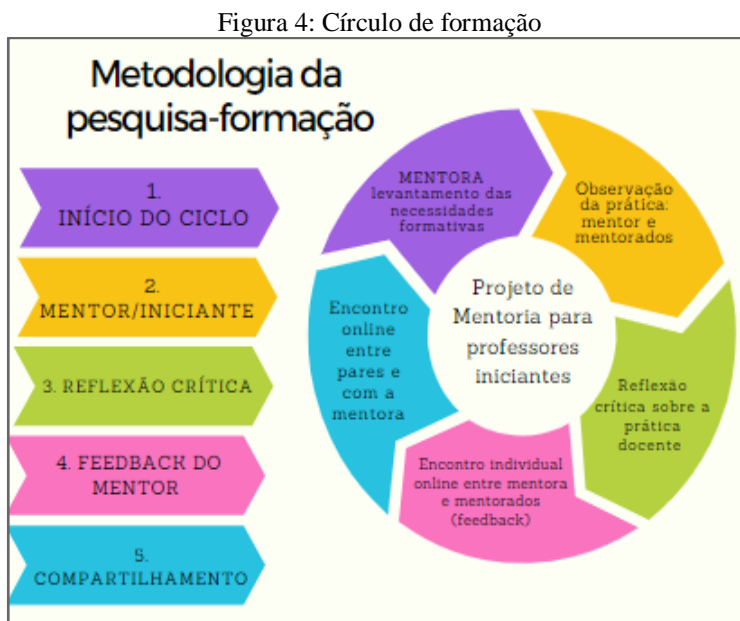 Figura 4: Círculo de formação
Metodologia da
pesquisa-formação
1.
INÍCIO DO CICLO
2.
MENTOR/INICIANTE
3. REFLEXÃO CRÍTICA
4. FEEDBACK DO
MENTOR
5.
COMPARTILHAMENTO
MENTORA
levantamento das
necessidades
formativas
Observação
da prática:
mentor e
mentorados
Reflexão
crítica sobre a
prática
docente
Encontro individual
online entre mentora
e mentorados
(feedback)
Encontro
online
entre
pares e
com a
mentora
Projeto de
Mentoria para
professores
iniciantes